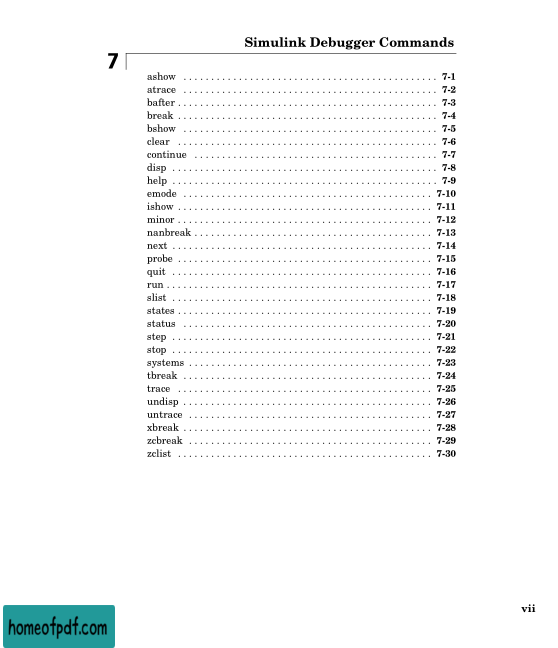 Simulink Debugger Commands
7
ashow . . . . . . . . . . . . . . . . . . . . . . . . . . . . . . . . . . . . . . . . . . . . . . 7-1
atrace . . . . . . . . . . . . . . . . . . . . . . . . . . . . . . . . . . . . . . . . . . . . . . 7-2
bafter . . . . . . . . . . . . . . . . . . . . . . . . . . . . . . . . . . . . . . . . . . . . . . . 7-3
break . . . . . . . . . . . . . . . . . . . . . . . . . . . . . . . . . . . . . . . . . . . . . . . 7-4
bshow . . . . . . . . . . . . . . . . . . . . . . . . . . . . . . . . . . . . . . . . . . . . . . 7-5
clear . . . . . . . . . . . . . . . . . . . . . . . . . . . . . . . . . . . . . . . . . . . . . . . 7-6
continue . . . . . . . . . . . . . . . . . . . . . . . . . . . . . . . . . . . . . . . . . . . . 7-7
disp . . . . . . . . . . . . . . . . . . . . . . . . . . . . . . . . . . . . . . . . . . . . . . . . 7-8
help . . . . . . . . . . . . . . . . . . . . . . . . . . . . . . . . . . . . . . . . . . . . . . . . 7-9
emode . . . . . . . . . . . . . . . . . . . . . . . . . . . . . . . . . . . . . . . . . . . . . 7-10
ishow . . . . . . . . . . . . . . . . . . . . . . . . . . . . . . . . . . . . . . . . . . . . . . 7-11
minor . . . . . . . . . . . . . . . . . . . . . . . . . . . . . . . . . . . . . . . . . . . . . . 7-12
nanbreak . . . . . . . . . . . . . . . . . . . . . . . . . . . . . . . . . . . . . . . . . . . 7-13
next . . . . . . . . . . . . . . . . . . . . . . . . . . . . . . . . . . . . . . . . . . . . . . . 7-14
probe . . . . . . . . . . . . . . . . . . . . . . . . . . . . . . . . . . . . . . . . . . . . . . 7-15
quit . . . . . . . . . . . . . . . . . . . . . . . . . . . . . . . . . . . . . . . . . . . . . . . 7-16
run . . . . . . . . . . . . . . . . . . . . . . . . . . . . . . . . . . . . . . . . . . . . . . . . 7-17
slist . . . . . . . . . . . . . . . . . . . . . . . . . . . . . . . . . . . . . . . . . . . . . . . 7-18
states . . . . . . . . . . . . . . . . . . . . . . . . . . . . . . . . . . . . . . . . . . . . . . 7-19
status . . . . . . . . . . . . . . . . . . . . . . . . . . . . . . . . . . . . . . . . . . . . . 7-20
step . . . . . . . . . . . . . . . . . . . . . . . . . . . . . . . . . . . . . . . . . . . . . . . 7-21
stop . . . . . . . . . . . . . . . . . . . . . . . . . . . . . . . . . . . . . . . . . . . . . . . 7-22
systems . . . . . . . . . . . . . . . . . . . . . . . . . . . . . . . . . . . . . . . . . . . . 7-23
tbreak . . . . . . . . . . . . . . . . . . . . . . . . . . . . . . . . . . . . . . . . . . . . . 7-24
trace . . . . . . . . . . . . . . . . . . . . . . . . . . . . . . . . . . . . . . . . . . . . . . 7-25
undisp . . . . . . . . . . . . . . . . . . . . . . . . . . . . . . . . . . . . . . . . . . . . . 7-26
untrace . . . . . . . . . . . . . . . . . . . . . . . . . . . . . . . . . . . . . . . . . . . . 7-27
xbreak . . . . . . . . . . . . . . . . . . . . . . . . . . . . . . . . . . . . . . . . . . . . . 7-28
zcbreak . . . . . . . . . . . . . . . . . . . . . . . . . . . . . . . . . . . . . . . . . . . . 7-29
zclist . . . . . . . . . . . . . . . . . . . . . . . . . . . . . . . . . . . . . . . . . . . . . . 7-30
vii
homeofpdf.com